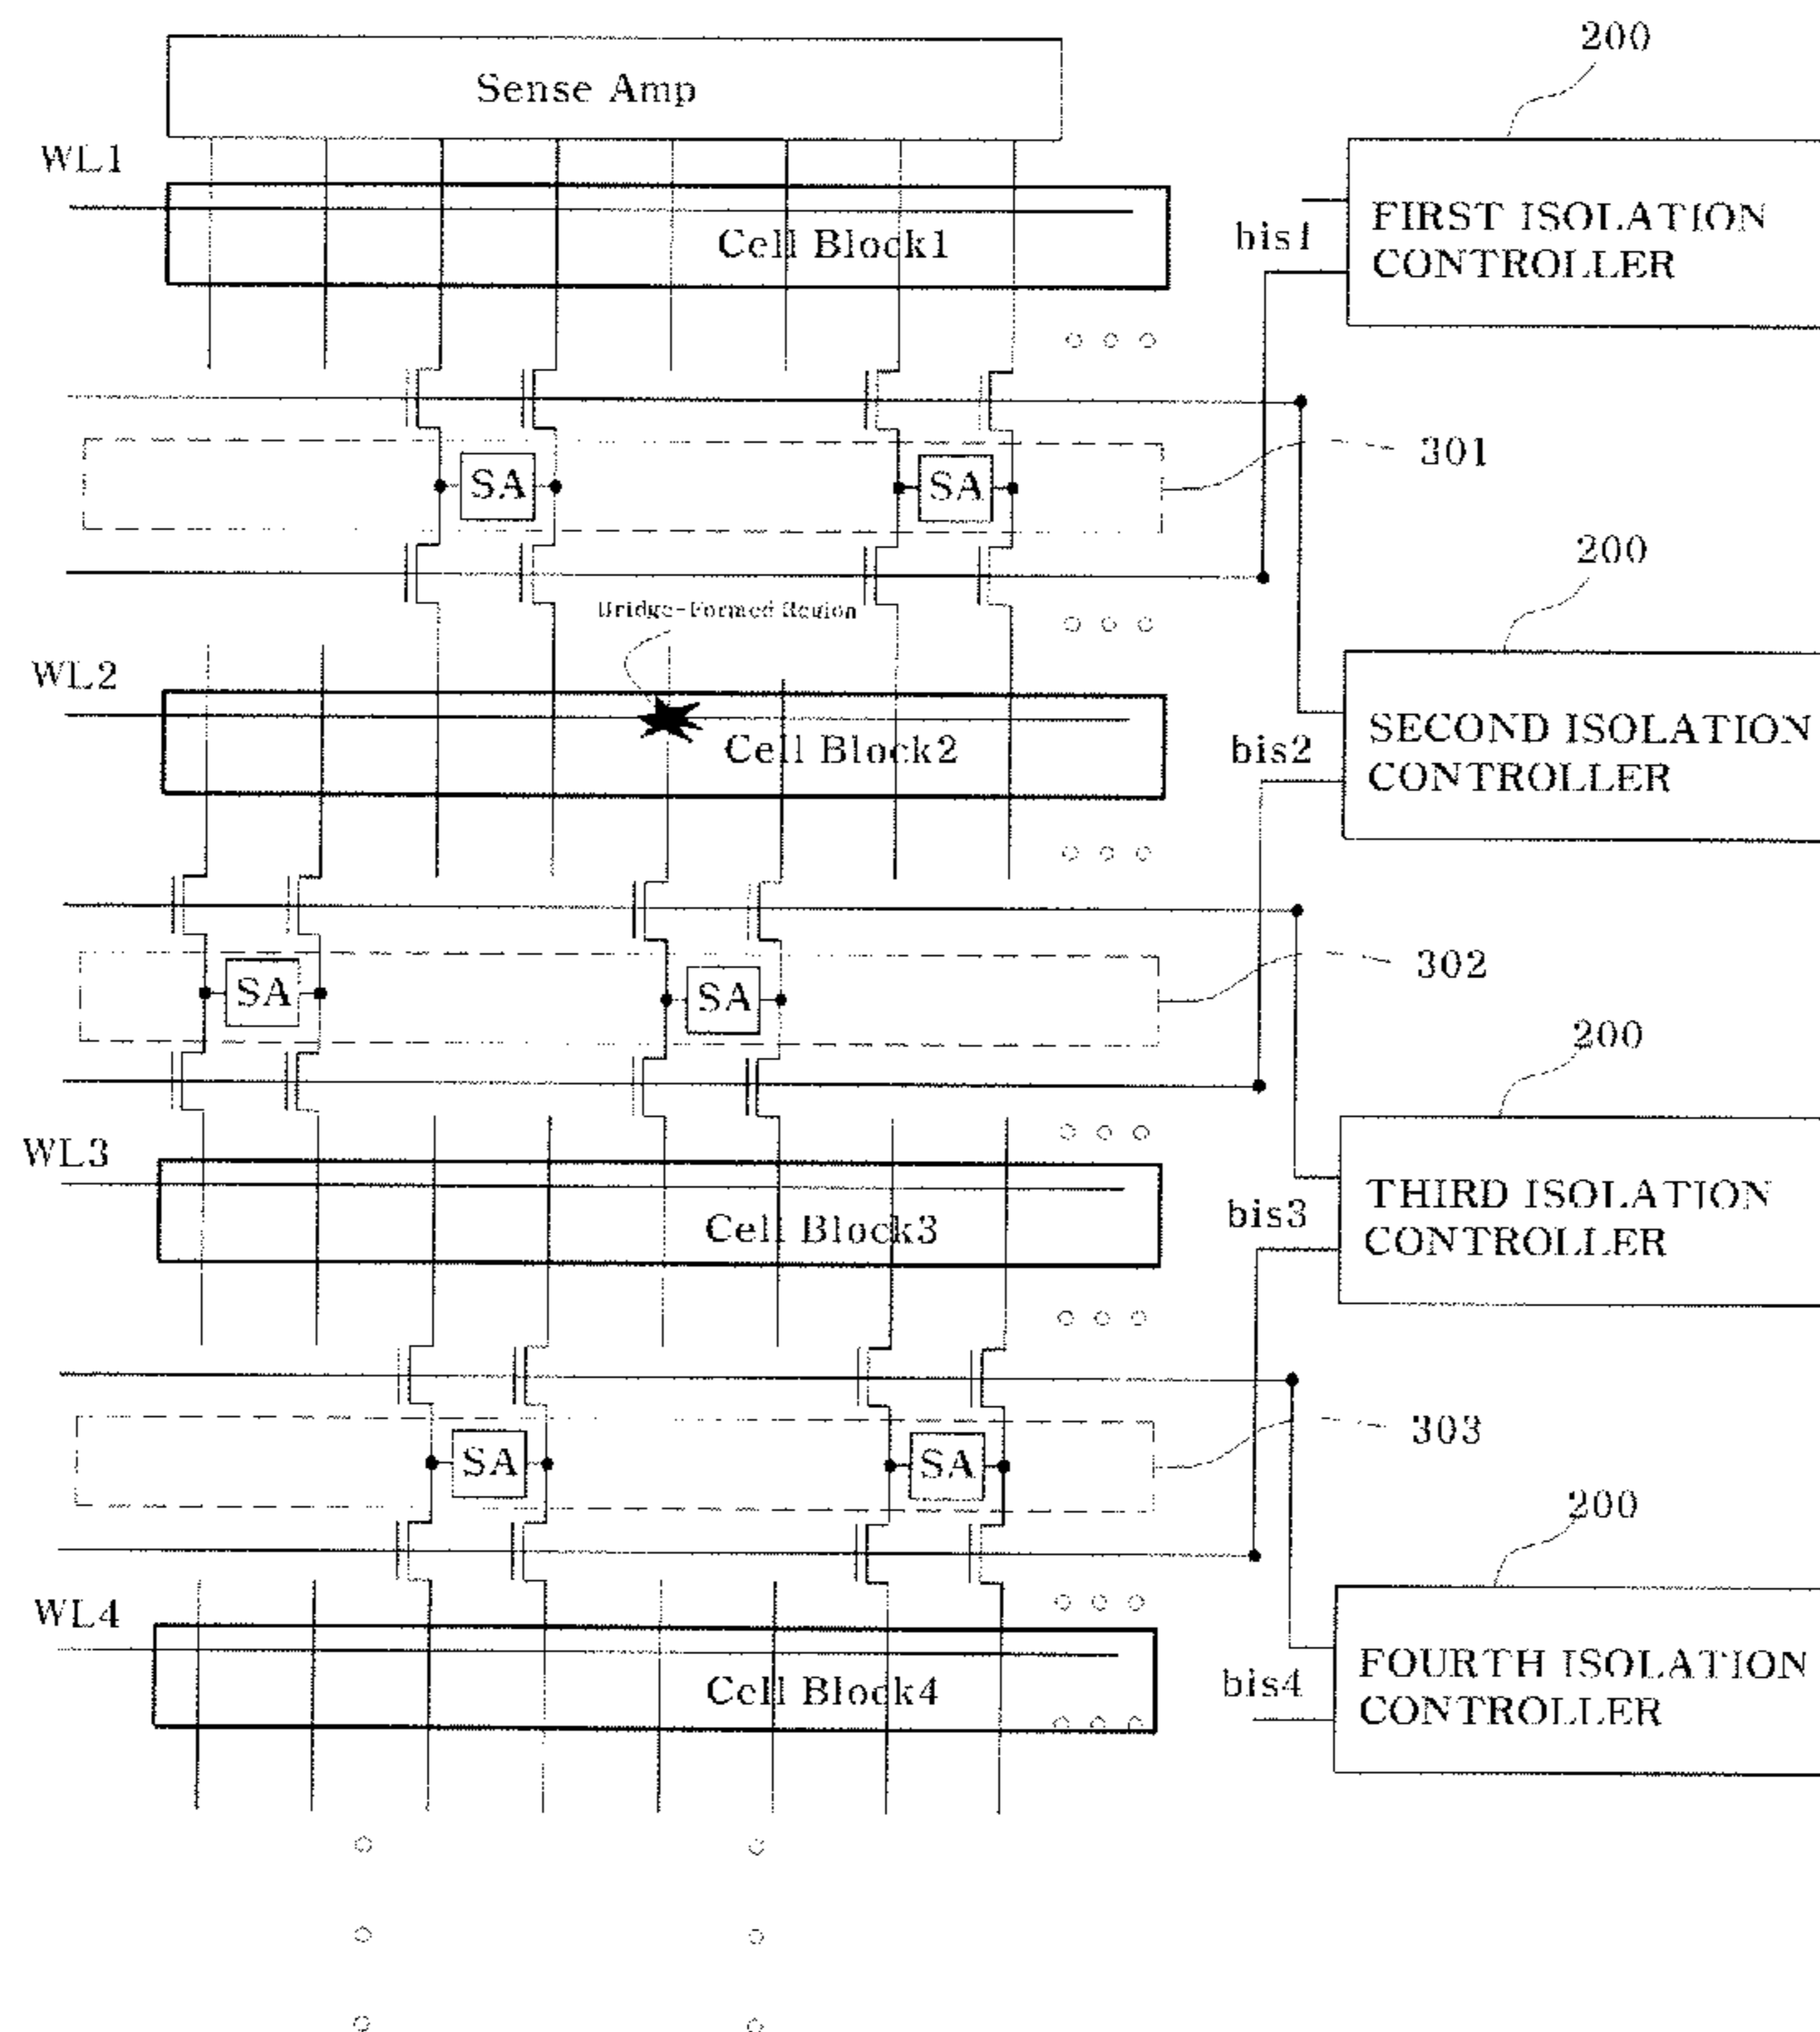 200
Sense Amp
WL1
FIRST ISOLATION
CONTROLLER
bis1
Cell Block1
301
SA
SA
200
Bridge-Formed Region
WL2
SECOND ISOLATION
CONTROLLER
bis2
Cell Block2
302
SA
SA
200
WL3
THIRD ISOLATION
CONTROLLER
bis3
Cell Block3
303
SA
SA
200
WL4
FOURTH ISOLATION
CONTROLLER
bis4
Cell Block4